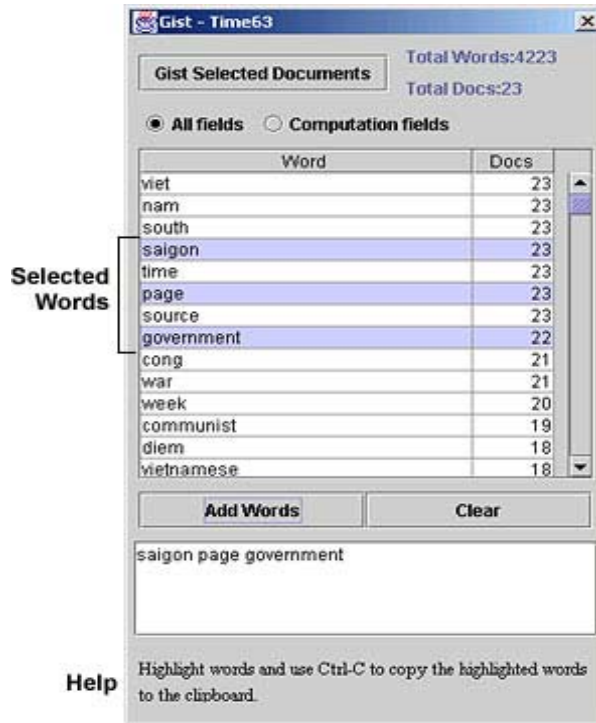 Gist - Time63
Gist Selected Documents
Total Words:4223
Total Docs:23
All fields Computation fields
Word Docs
viet 23
nam 23
south 23
saigon 23
time 23
page 23
source 23
government 22
cong 21
war 21
week 20
communist 19
diem 18
vietnamese 18
Selected
Words
Add Words Clear
saigon page government
Help
Highlight words and use Ctrl-C to copy the highlighted words
to the clipboard.